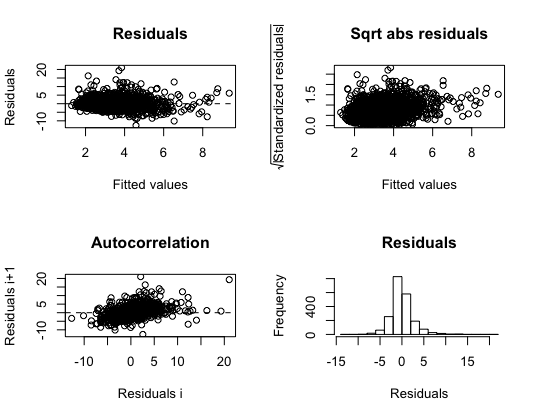 Residuals
Residuals
20
5
-10
2 4 6 8
Fitted values
Sqrt abs residuals
√|Standardized residuals|
1.5
0.0
2 4 6 8
Fitted values
Autocorrelation
Residuals i+1
20
5
-10
-10 0 5 10 20
Residuals i
Residuals
Frequency
400
0
-15 -5 0 5 15
Residuals